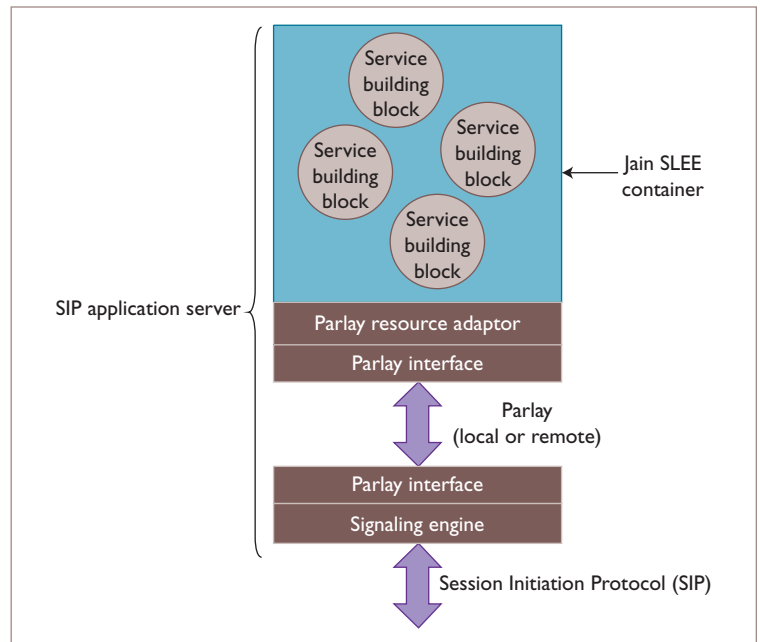 Service
building
block
Service
building
block
Service
building
block
Service
building
block
Jain SLEE
container
SIP application server
Parlay resource adaptor
Parlay interface
Parlay
(local or remote)
Parlay interface
Signaling engine
Session Initiation Protocol (SIP)